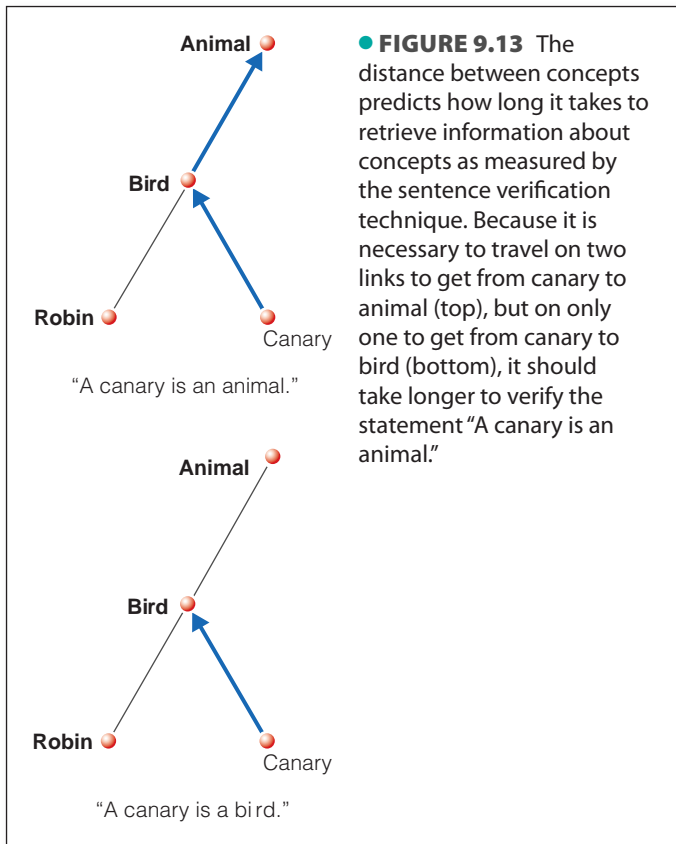 Animal
Bird
Robin
Canary
“A canary is an animal.”
Animal
Bird
Robin
Canary
“A canary is a bird.”
● FIGURE 9.13 The
distance between concepts
predicts how long it takes to
retrieve information about
concepts as measured by
the sentence verification
technique. Because it is
necessary to travel on two
links to get from canary to
animal (top), but on only
one to get from canary to
bird (bottom), it should
take longer to verify the
statement “A canary is an
animal.”